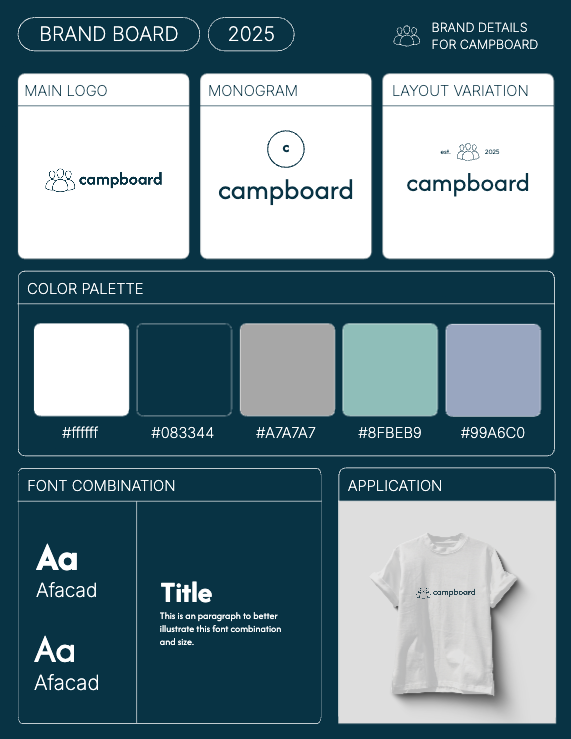 BRAND BOARD
2025
BRAND DETAILS
FOR CAMPBOARD
MAIN LOGO
campboard
MONOGRAM
c
campboard
LAYOUT VARIATION
est.
2025
campboard
COLOR PALETTE
#ffffff
#083344
#A7A7A7
#8FBEB9
#99A6C0
FONT COMBINATION
Aa
Afacad
Aa
Afacad
Title
This is an paragraph to better
illustrate this font combination
and size.
APPLICATION
campboard